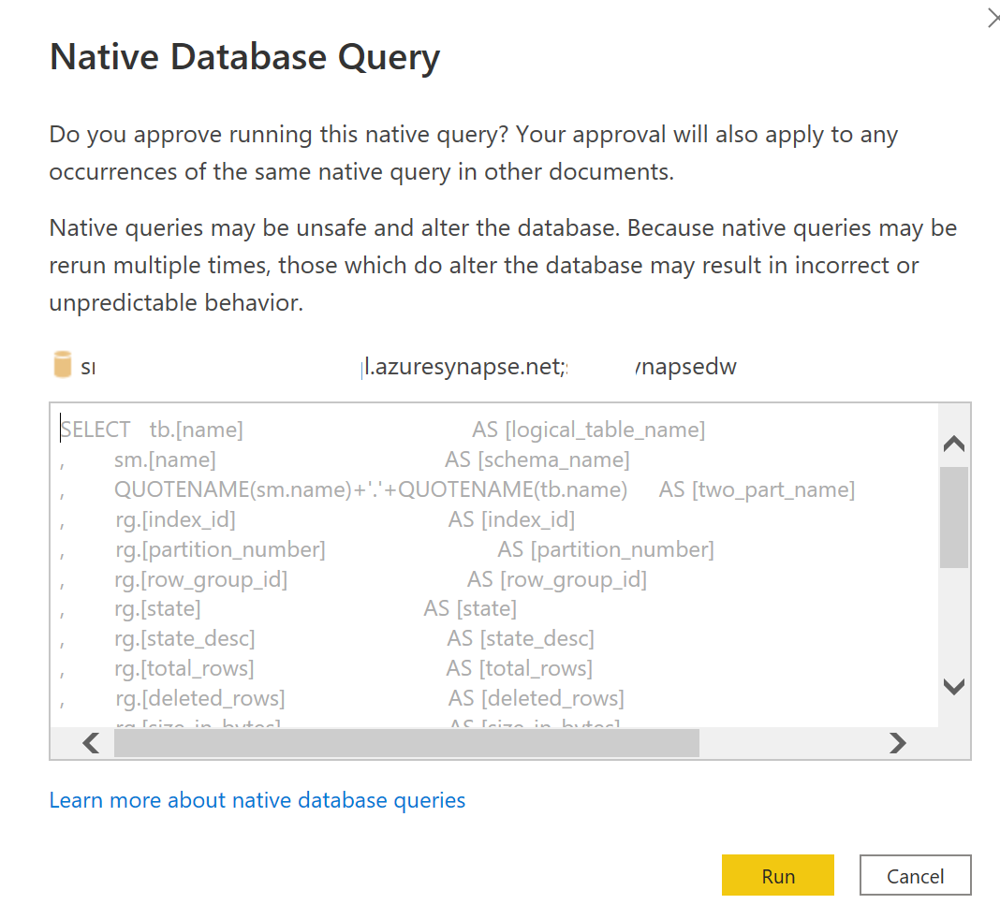 Native Database Query
Do you approve running this native query? Your approval will also apply to any
occurrences of the same native query in other documents.
Native queries may be unsafe and alter the database. Because native queries may be
rerun multiple times, those which do alter the database may result in incorrect or
unpredictable behavior.
l.azuresynapse.net; ynapsedw
SELECT tb.[name] AS [logical_table_name]
, sm.[name] AS [schema_name]
, QUOTENAME(sm.name)+'.'+QUOTENAME(tb.name) AS [two_part_name]
, rg.[index_id] AS [index_id]
, rg.[partition_number] AS [partition_number]
, rg.[row_group_id] AS [row_group_id]
, rg.[state] AS [state]
, rg.[state_desc] AS [state_desc]
, rg.[total_rows] AS [total_rows]
, rg.[deleted_rows] AS [deleted_rows]
rg.[size_in_bytes] AS [size_in_bytes]
Learn more about native database queries
Run Cancel